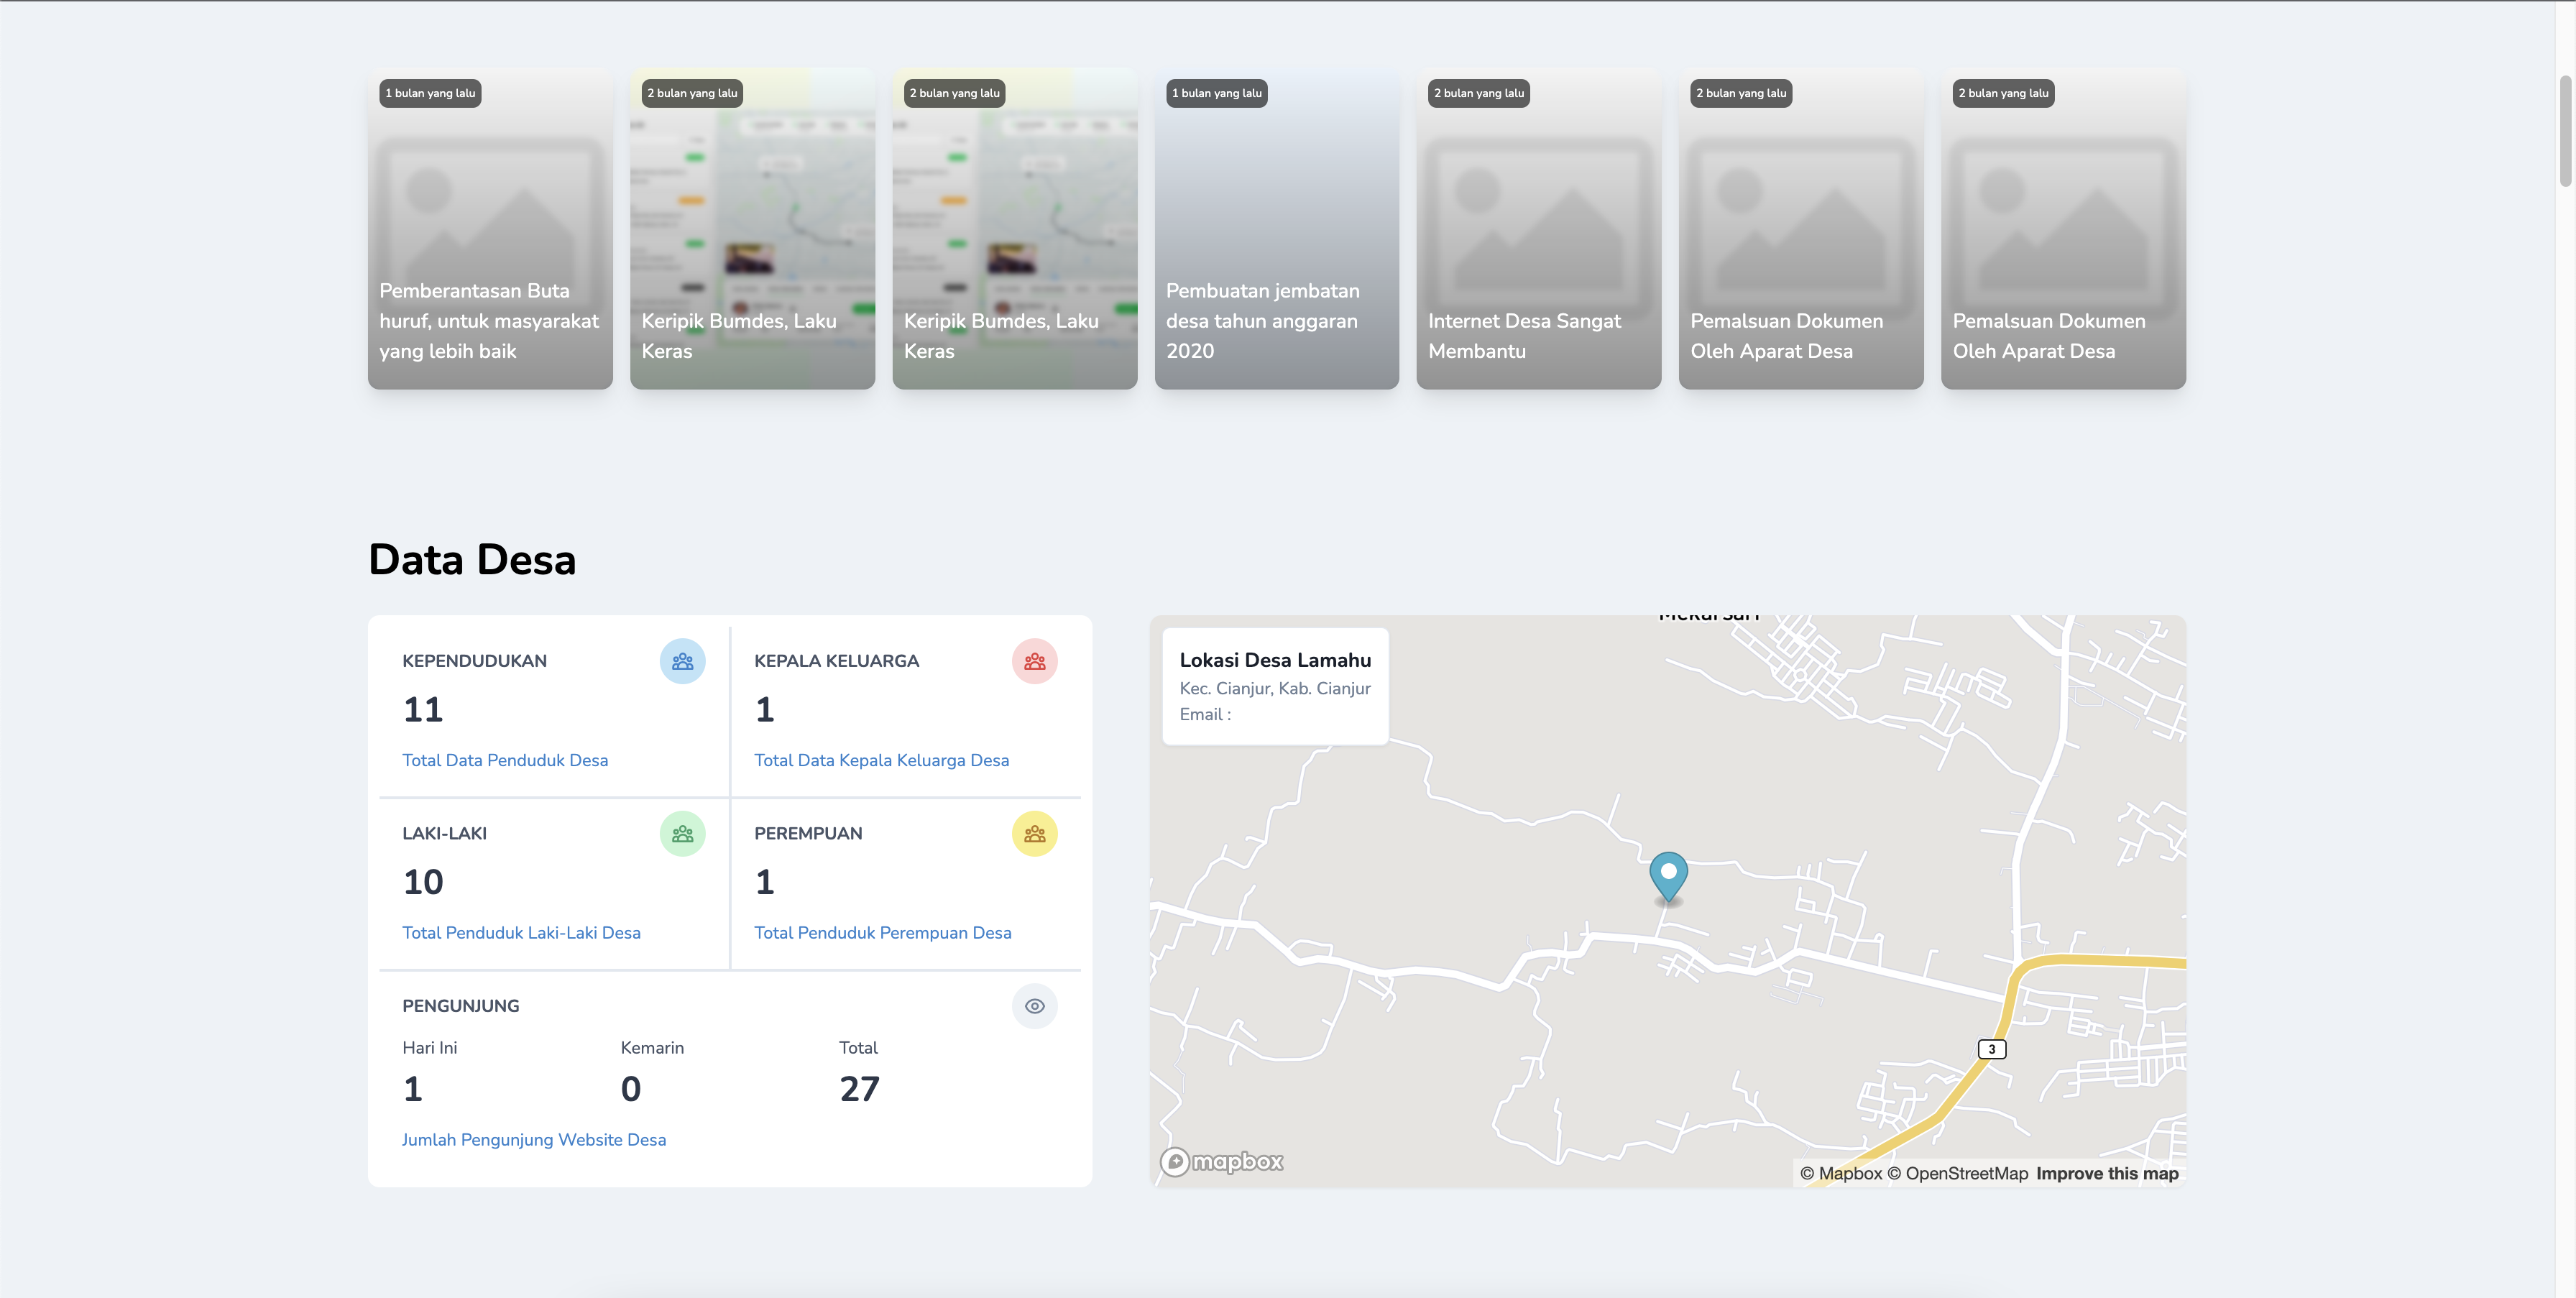 1 bulan yang lalu
Pemberantasan Buta
huruf, untuk masyarakat
yang lebih baik
2 bulan yang lalu
Keripik Bumdes, Laku
Keras
2 bulan yang lalu
Keripik Bumdes, Laku
Keras
1 bulan yang lalu
Pembuatan jembatan
desa tahun anggaran
2020
2 bulan yang lalu
Internet Desa Sangat
Membantu
2 bulan yang lalu
Pemalsuan Dokumen
Oleh Aparat Desa
2 bulan yang lalu
Pemalsuan Dokumen
Oleh Aparat Desa
Data Desa
KEPENDUDUKAN
11
Total Data Penduduk Desa
KEPALA KELUARGA
1
Total Data Kepala Keluarga Desa
LAKI-LAKI
10
Total Penduduk Laki-Laki Desa
PEREMPUAN
1
Total Penduduk Perempuan Desa
PENGUNJUNG
Hari Ini
1
Kemarin
0
Total
27
Jumlah Pengunjung Website Desa
Mekarsari
Lokasi Desa Lamahu
Kec. Cianjur, Kab. Cianjur
Email :
3
mapbox
© Mapbox © OpenStreetMap Improve this map